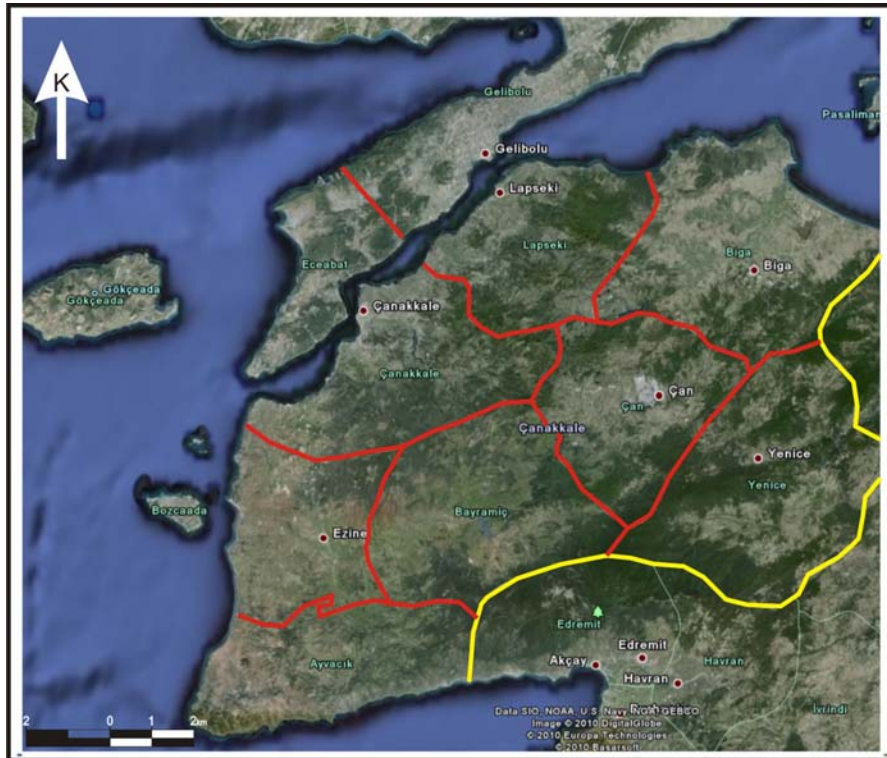 K
Gelibolu
Pasaliman
Gelibolu
Lapseki
Lapseki
Biga
Biga
Eceabat
Gökçeada
Gökçeada
Çanakkale
Çanakkale
Çan
Çan
Çanakkale
Yenice
Yenice
Bozcaada
Bayramiç
Ezine
Edremit
Ayvacık
Akçay
Edremit
Havran
Havran
İvrindi
2 0 1 2km
Data SIO, NOAA, U.S. Navy, NGA, GEBCO
Image © 2010 DigitalGlobe
© 2010 Europa Technologies
© 2010 Basarsoft